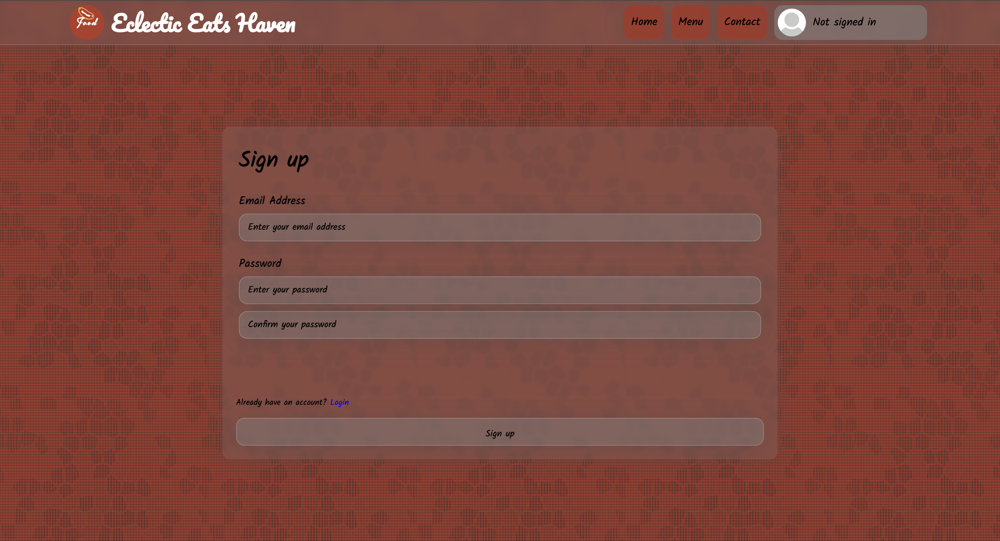 Food
Eclectic Eats Haven
Home
Menu
Contact
Not signed in
Sign up
Email Address
Enter your email address
Password
Enter your password
Confirm your password
Already have an account? Login
Sign up